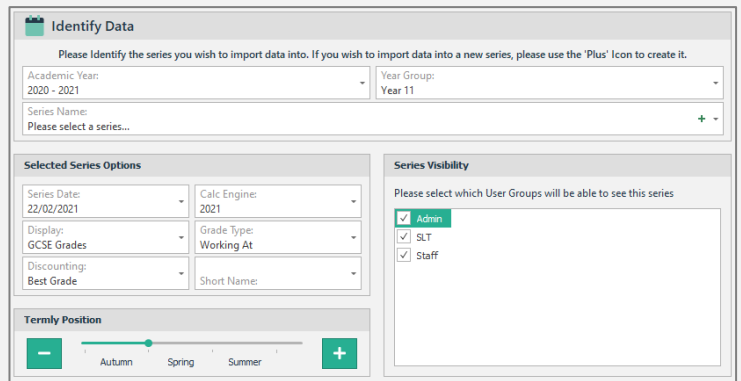 Identify Data
Please Identify the series you wish to import data into. If you wish to import data into a new series, please use the 'Plus' Icon to create it.
Academic Year:
2020 - 2021
Year Group:
Year 11
Series Name:
Please select a series...
Selected Series Options
Series Date:
22/02/2021
Calc Engine:
2021
Display:
GCSE Grades
Grade Type:
Working At
Discounting:
Best Grade
Short Name:
Termly Position
Autumn Spring Summer
Series Visibility
Please select which User Groups will be able to see this series
Admin
SLT
Staff